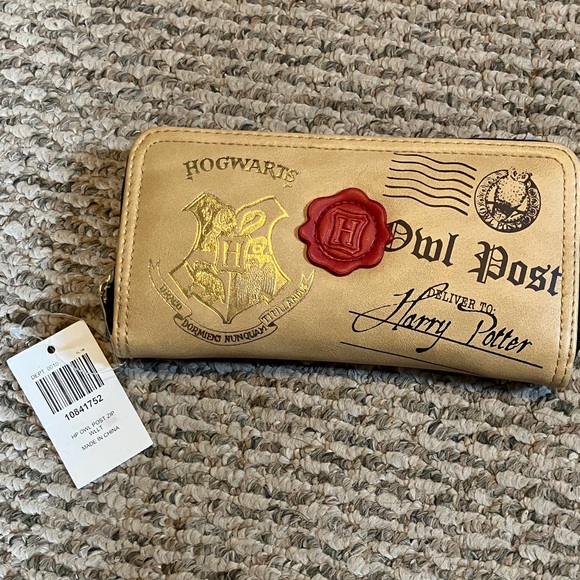 HOGWARTS
H
DRACO DORMIENS NUNQUAM TITILLANDUS
H
Owl Post
DELIVER TO:
Harry Potter
10841752
HP OWL POST ZIP
WLLT
MADE IN CHINA